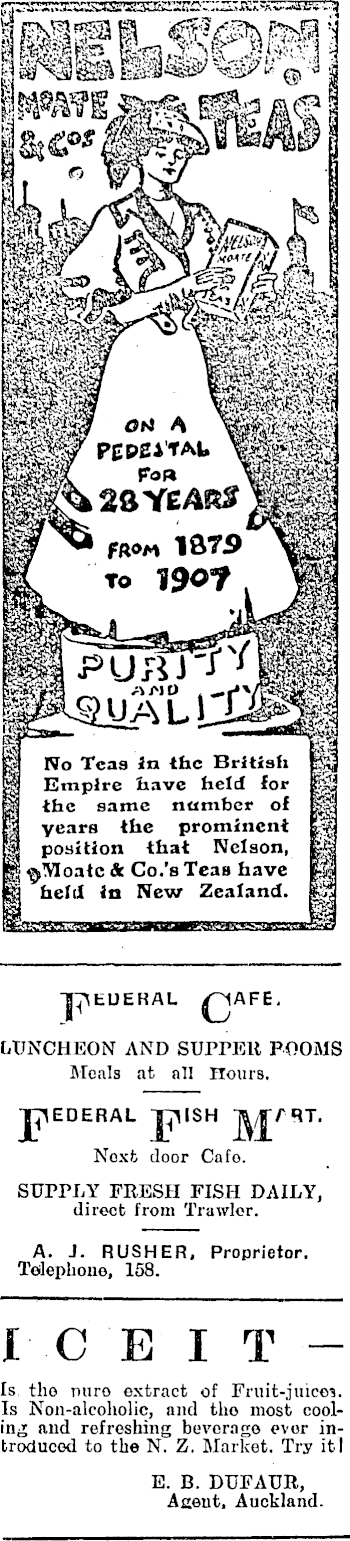 NELSON
MOATE
& CO'S
TEAS
NELSON
MOATE
TEAS
ON A
PEDESTAL
FOR
28 YEARS
FROM 1879
TO 1907
PURITY
AND
QUALITY
No Teas in the British
Empire have held for
the same number of
years the prominent
position that Nelson,
Moate & Co.'s Teas have
held in New Zealand.
FEDERAL CAFE.
LUNCHEON AND SUPPER ROOMS
Meals at all Hours.
FEDERAL FISH MART.
Next door Cafe.
SUPPLY FRESH FISH DAILY,
direct from Trawler.
A. J. RUSHER, Proprietor.
Telephone, 158.
ICEIT —
Is the pure extract of Fruit-juices.
Is Non-alcoholic, and the most cool-
ing and refreshing beverage ever in-
troduced to the N. Z. Market. Try it!
E. B. DUFAUR,
Agent, Auckland.